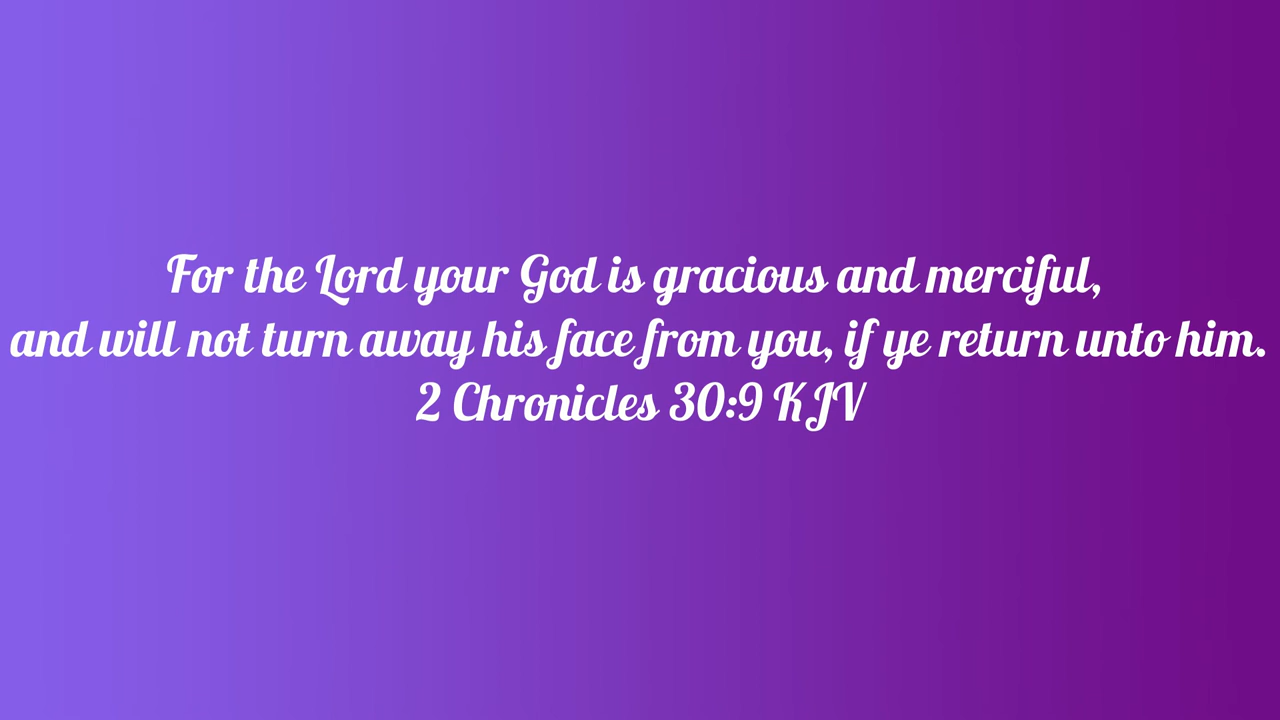 For the Lord your God is gracious and merciful,
and will not turn away his face from you, if ye return unto him.
2 Chronicles 30:9 KJV